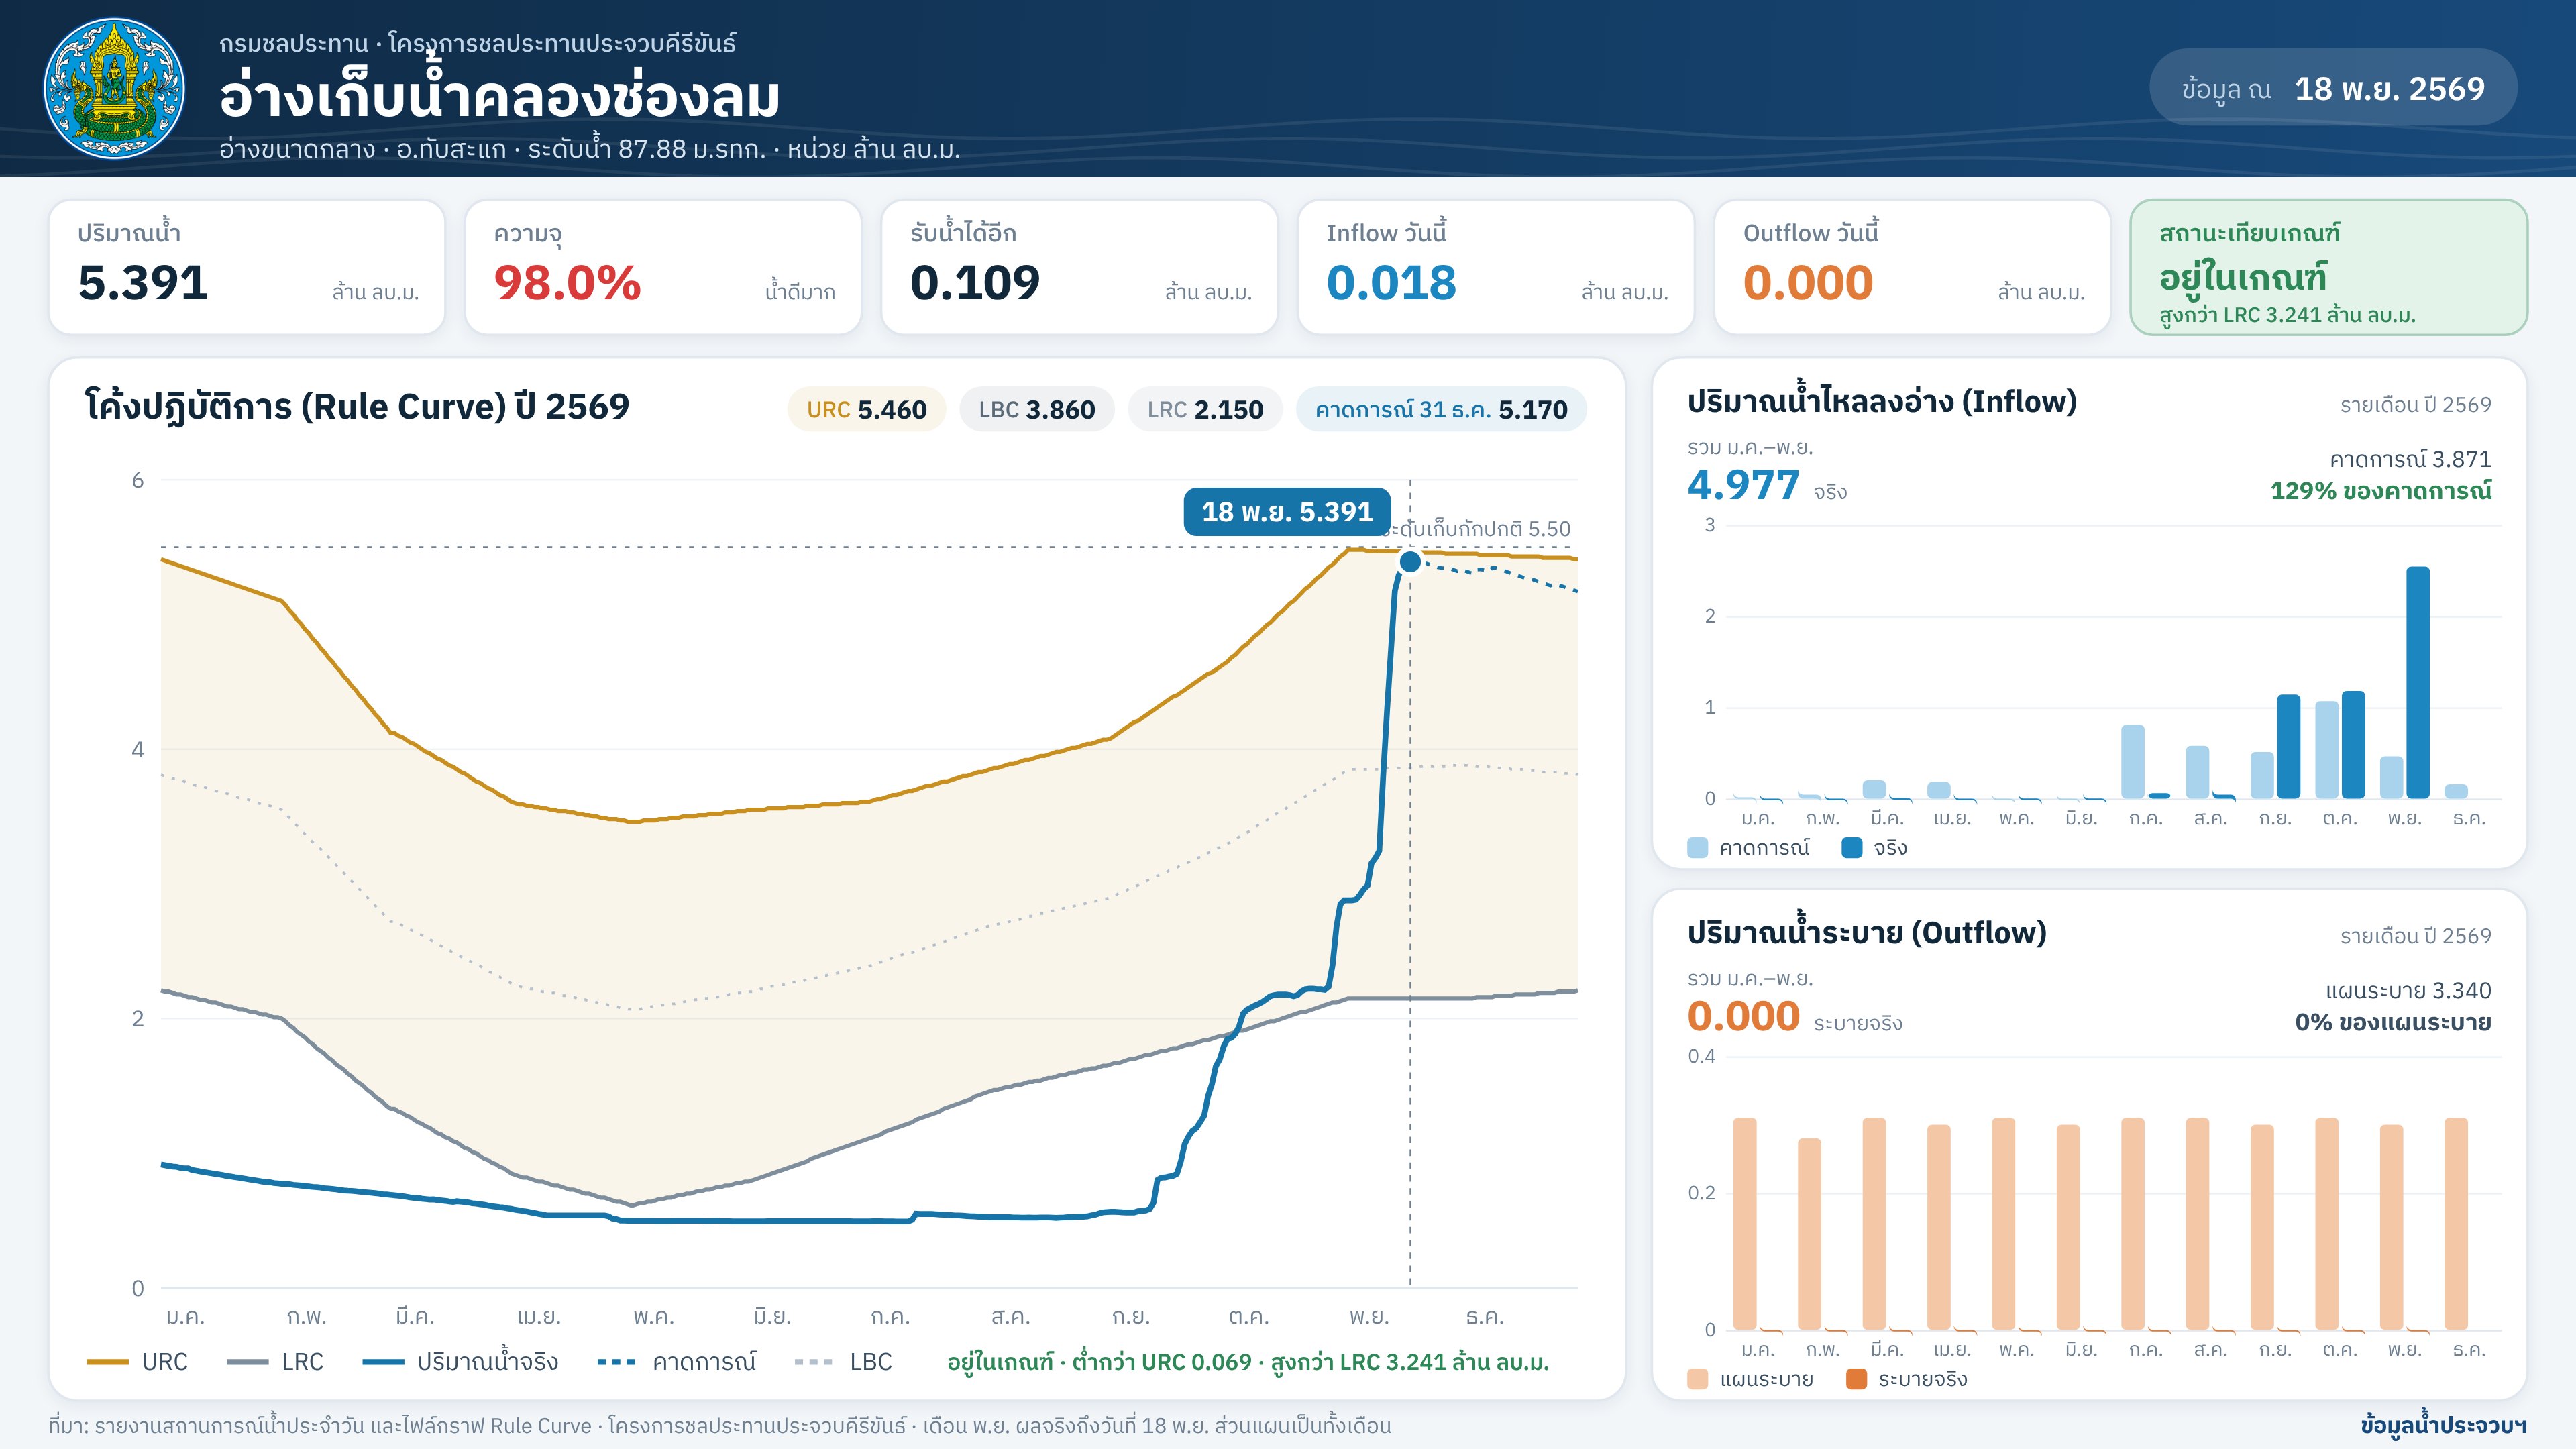 กรมชลประทาน · โครงการชลประทานประจวบคีรีขันธ์
อ่างเก็บน้ำคลองช่องลม
อ่างขนาดกลาง · อ.ทับสะแก · ระดับน้ำ 87.88 ม.รทก. · หน่วย ล้าน ลบ.ม.
ข้อมูล ณ 18 พ.ย. 2569
ปริมาณน้ำ
5.391 ล้าน ลบ.ม.
ความจุ
98.0% น้ำดีมาก
รับน้ำได้อีก
0.109 ล้าน ลบ.ม.
Inflow วันนี้
0.018 ล้าน ลบ.ม.
Outflow วันนี้
0.000 ล้าน ลบ.ม.
สถานะเทียบเกณฑ์
อยู่ในเกณฑ์
สูงกว่า LRC 3.241 ล้าน ลบ.ม.
โค้งปฏิบัติการ (Rule Curve) ปี 2569
URC 5.460
LBC 3.860
LRC 2.150
คาดการณ์ 31 ธ.ค. 5.170
6
18 พ.ย. 5.391
ระดับเก็บกักปกติ 5.50
4
2
0
ม.ค. ก.พ. มี.ค. เม.ย. พ.ค. มิ.ย. ก.ค. ส.ค. ก.ย. ต.ค. พ.ย. ธ.ค.
URC LRC ปริมาณน้ำจริง คาดการณ์ LBC
อยู่ในเกณฑ์ · ต่ำกว่า URC 0.069 · สูงกว่า LRC 3.241 ล้าน ลบ.ม.
ปริมาณน้ำไหลลงอ่าง (Inflow)
รายเดือน ปี 2569
รวม ม.ค.–พ.ย.
4.977 จริง
คาดการณ์ 3.871
129% ของคาดการณ์
3
2
1
0
ม.ค. ก.พ. มี.ค. เม.ย. พ.ค. มิ.ย. ก.ค. ส.ค. ก.ย. ต.ค. พ.ย. ธ.ค.
คาดการณ์ จริง
ปริมาณน้ำระบาย (Outflow)
รายเดือน ปี 2569
รวม ม.ค.–พ.ย.
0.000 ระบายจริง
แผนระบาย 3.340
0% ของแผนระบาย
0.4
0.2
0
ม.ค. ก.พ. มี.ค. เม.ย. พ.ค. มิ.ย. ก.ค. ส.ค. ก.ย. ต.ค. พ.ย. ธ.ค.
แผนระบาย ระบายจริง
ที่มา: รายงานสถานการณ์น้ำประจำวัน และไฟล์กราฟ Rule Curve · โครงการชลประทานประจวบคีรีขันธ์ · เดือน พ.ย. ผลจริงถึงวันที่ 18 พ.ย. ส่วนแผนเป็นทั้งเดือน
ข้อมูลน้ำประจวบฯ